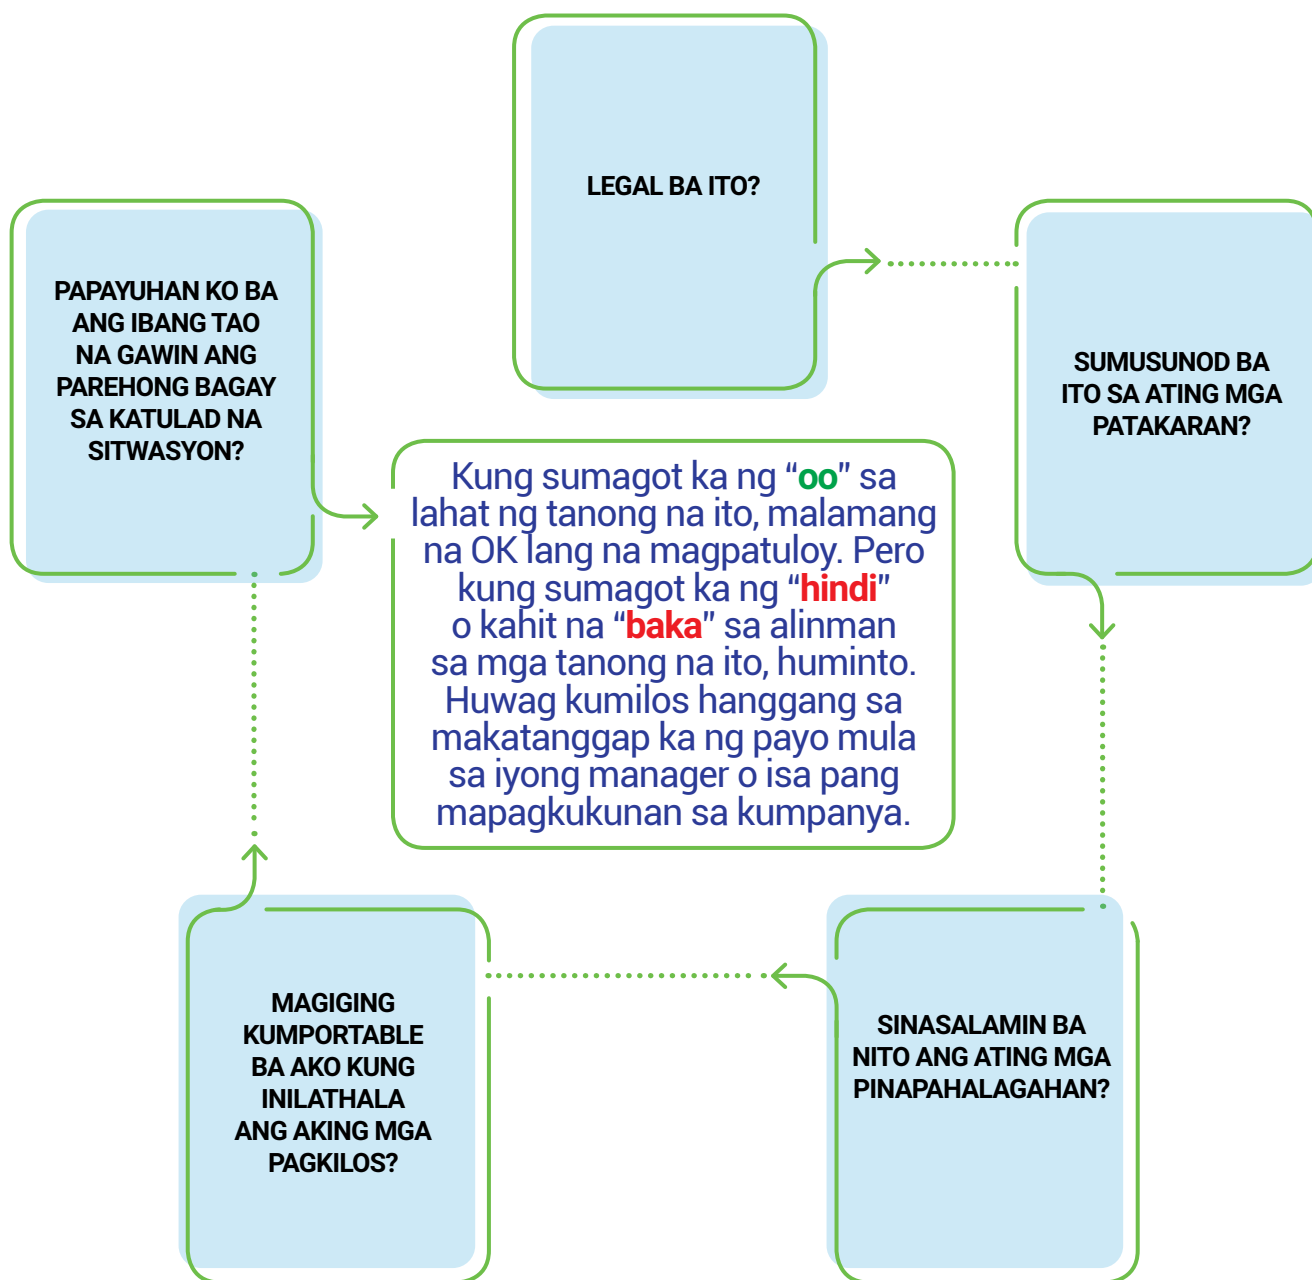 LEGAL BA ITO?
SUMUSUNOD BA
ITO SA ATING MGA
PATAKARAN?
SINASALAMIN BA
NITO ANG ATING MGA
PINAPAHALAGAHAN?
MAGIGING
KUMPORTABLE
BA AKO KUNG
INILATHALA
ANG AKING MGA
PAGKILOS?
PAPAYUHAN KO BA
ANG IBANG TAO
NA GAWIN ANG
PAREHONG BAGAY
SA KATULAD NA
SITWASYON?
Kung sumagot ka ng “oo” sa
lahat ng tanong na ito, malamang
na OK lang na magpatuloy. Pero
kung sumagot ka ng “hindi”
o kahit na “baka” sa alinman
sa mga tanong na ito, huminto.
Huwag kumilos hanggang sa
makatanggap ka ng payo mula
sa iyong manager o isa pang
mapagkukunan sa kumpanya.